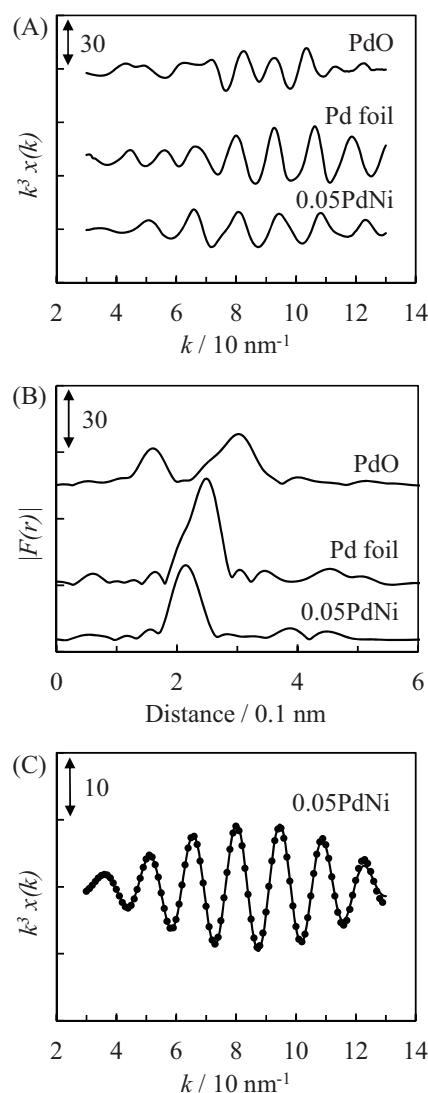 (A)
30
PdO
Pd foil
0.05PdNi
k³ x(k)
2 4 6 8 10 12 14
k / 10 nm⁻¹
(B)
30
PdO
Pd foil
0.05PdNi
|F(r)|
0 2 4 6
Distance / 0.1 nm
(C)
10
0.05PdNi
k³ x(k)
2 4 6 8 10 12 14
k / 10 nm⁻¹